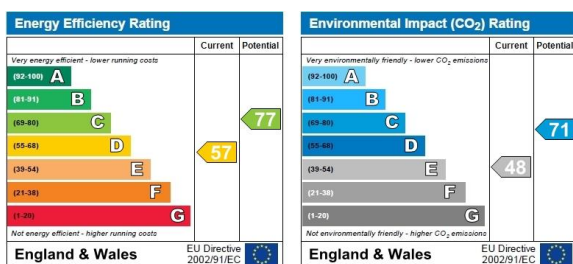 Energy Efficiency Rating
Current Potential
Very energy efficient - lower running costs
(92-100) A
(81-91) B
(69-80) C
77
(55-68) D
57
(39-54) E
(21-38) F
(1-20) G
Not energy efficient - higher running costs
England & Wales
EU Directive
2002/91/EC
Environmental Impact (CO₂) Rating
Current Potential
Very environmentally friendly - lower CO₂ emissions
(92-100) A
(81-91) B
(69-80) C
71
(55-68) D
(39-54) E
48
(21-38) F
(1-20) G
Not environmentally friendly - higher CO₂ emissions
England & Wales
EU Directive
2002/91/EC